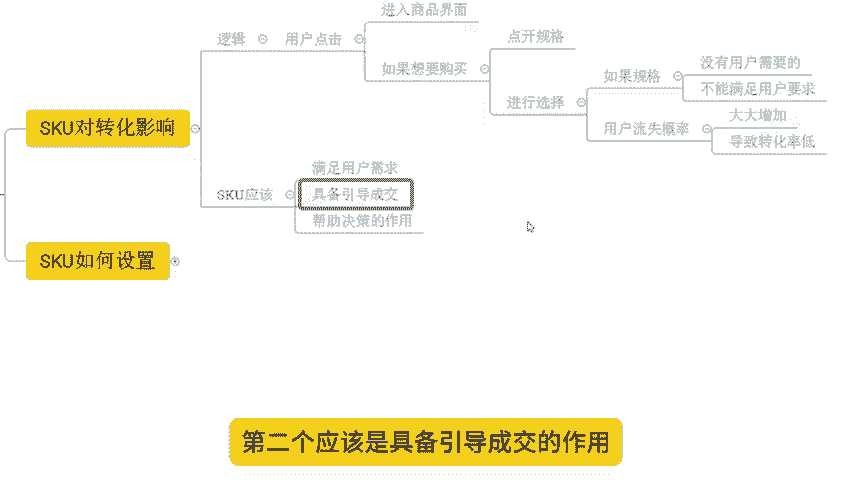 进入商品界面
逻辑
用户点击
如果想要购买
点开规格
进行选择
如果规格
没有用户需要的
不能满足用户要求
用户流失概率
大大增加
导致转化率低
SKU对转化影响
SKU应该
满足用户需求
具备引导成交
帮助决策的作用
SKU如何设置
第二个应该是具备引导成交的作用